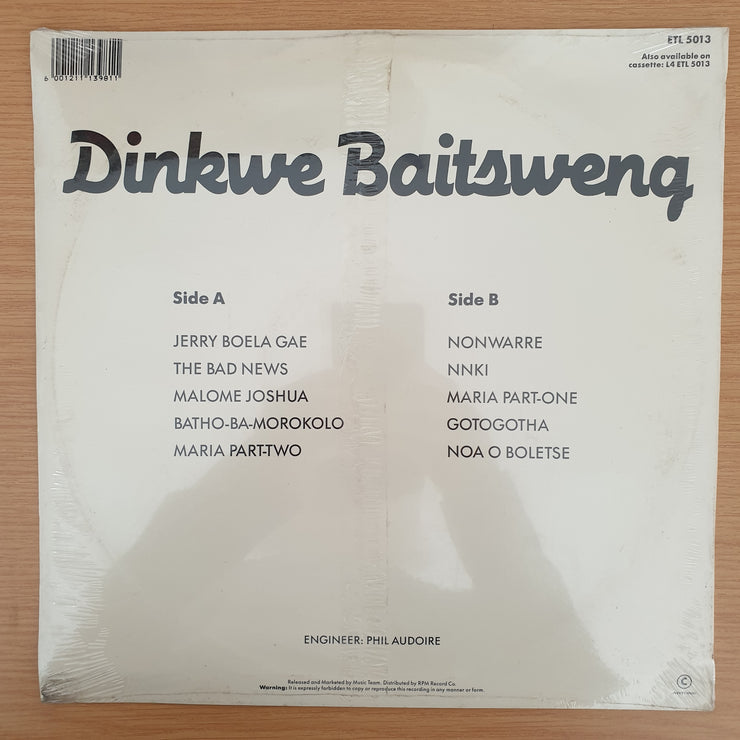 6 001211 139811
ETL 5013
Also available on
cassette: L4 ETL 5013
Dinkwe Baitsweng
Side A
JERRY BOELA GAE
THE BAD NEWS
MALOME JOSHUA
BATHO-BA-MOROKOLO
MARIA PART-TWO
Side B
NONWARRE
NNKI
MARIA PART-ONE
GOTOGOTHA
NOA O BOLETSE
ENGINEER: PHIL AUDOIRE
Released and Marketed by Music Team. Distributed by RPM Record Co.
Warning: It is expressly forbidden to copy or reproduce this recording in any manner or form.
C